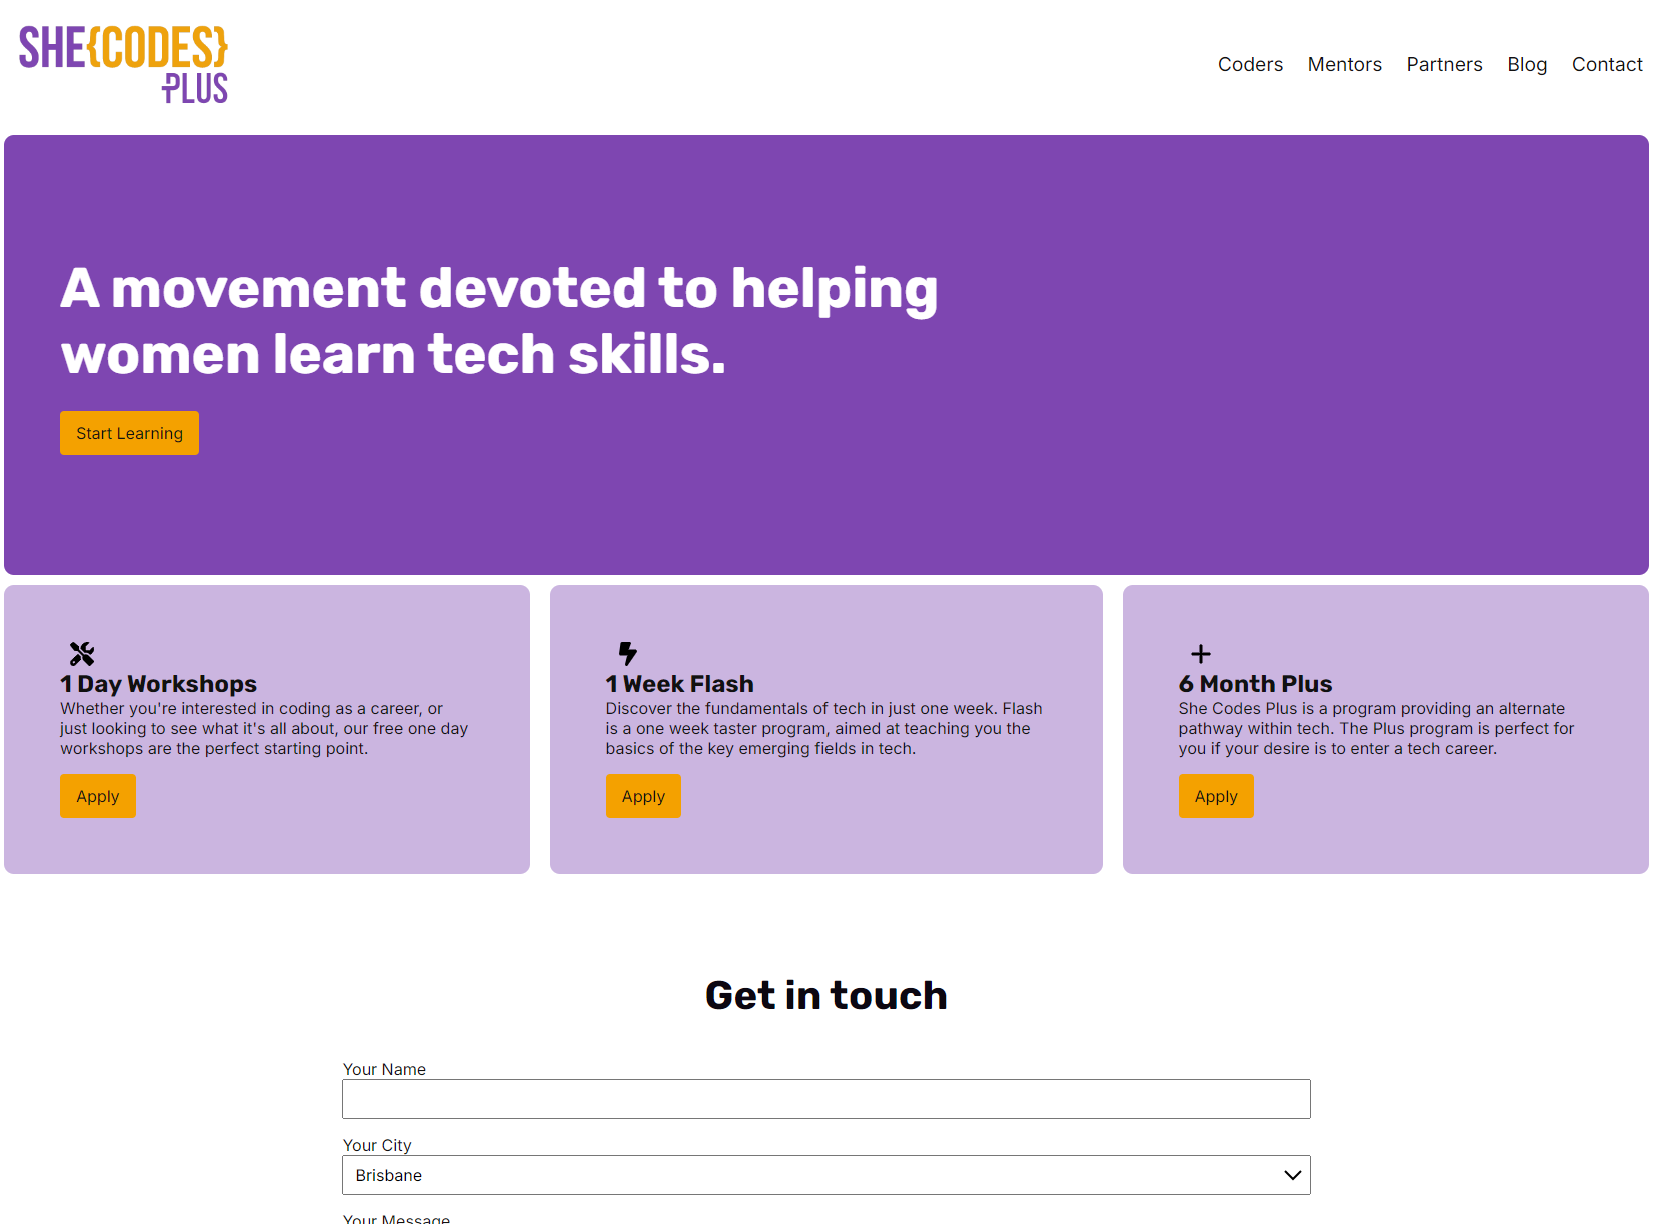 SHE{CODES}
PLUS
Coders Mentors Partners Blog Contact
A movement devoted to helping
women learn tech skills.
Start Learning
1 Day Workshops
Whether you're interested in coding as a career, or
just looking to see what it's all about, our free one day
workshops are the perfect starting point.
Apply
1 Week Flash
Discover the fundamentals of tech in just one week. Flash
is a one week taster program, aimed at teaching you the
basics of the key emerging fields in tech.
Apply
6 Month Plus
She Codes Plus is a program providing an alternate
pathway within tech. The Plus program is perfect for
you if your desire is to enter a tech career.
Apply
Get in touch
Your Name
Your City
Brisbane
Your Message